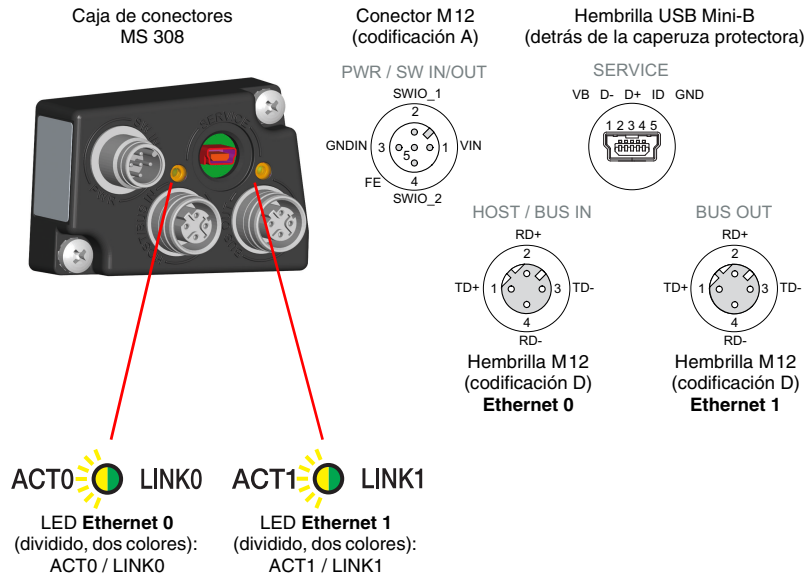 Caja de conectores
MS 308
Conector M12
(codificación A)
Hembrilla USB Mini-B
(detrás de la caperuza protectora)
PWR / SW IN/OUT
SWIO_1
2
GNDIN 3 5 1 VIN
FE 4
SWIO_2
SERVICE
VB D- D+ ID GND
1 2 3 4 5
SERVICE
HOST / BUS IN
RD+
2
TD+ 1 3 TD-
4
RD-
Hembrilla M12
(codificación D)
Ethernet 0
BUS OUT
RD+
2
TD+ 1 3 TD-
4
RD-
Hembrilla M12
(codificación D)
Ethernet 1
ACT0 LINK0
LED Ethernet 0
(dividido, dos colores):
ACT0 / LINK0
ACT1 LINK1
LED Ethernet 1
(dividido, dos colores):
ACT1 / LINK1